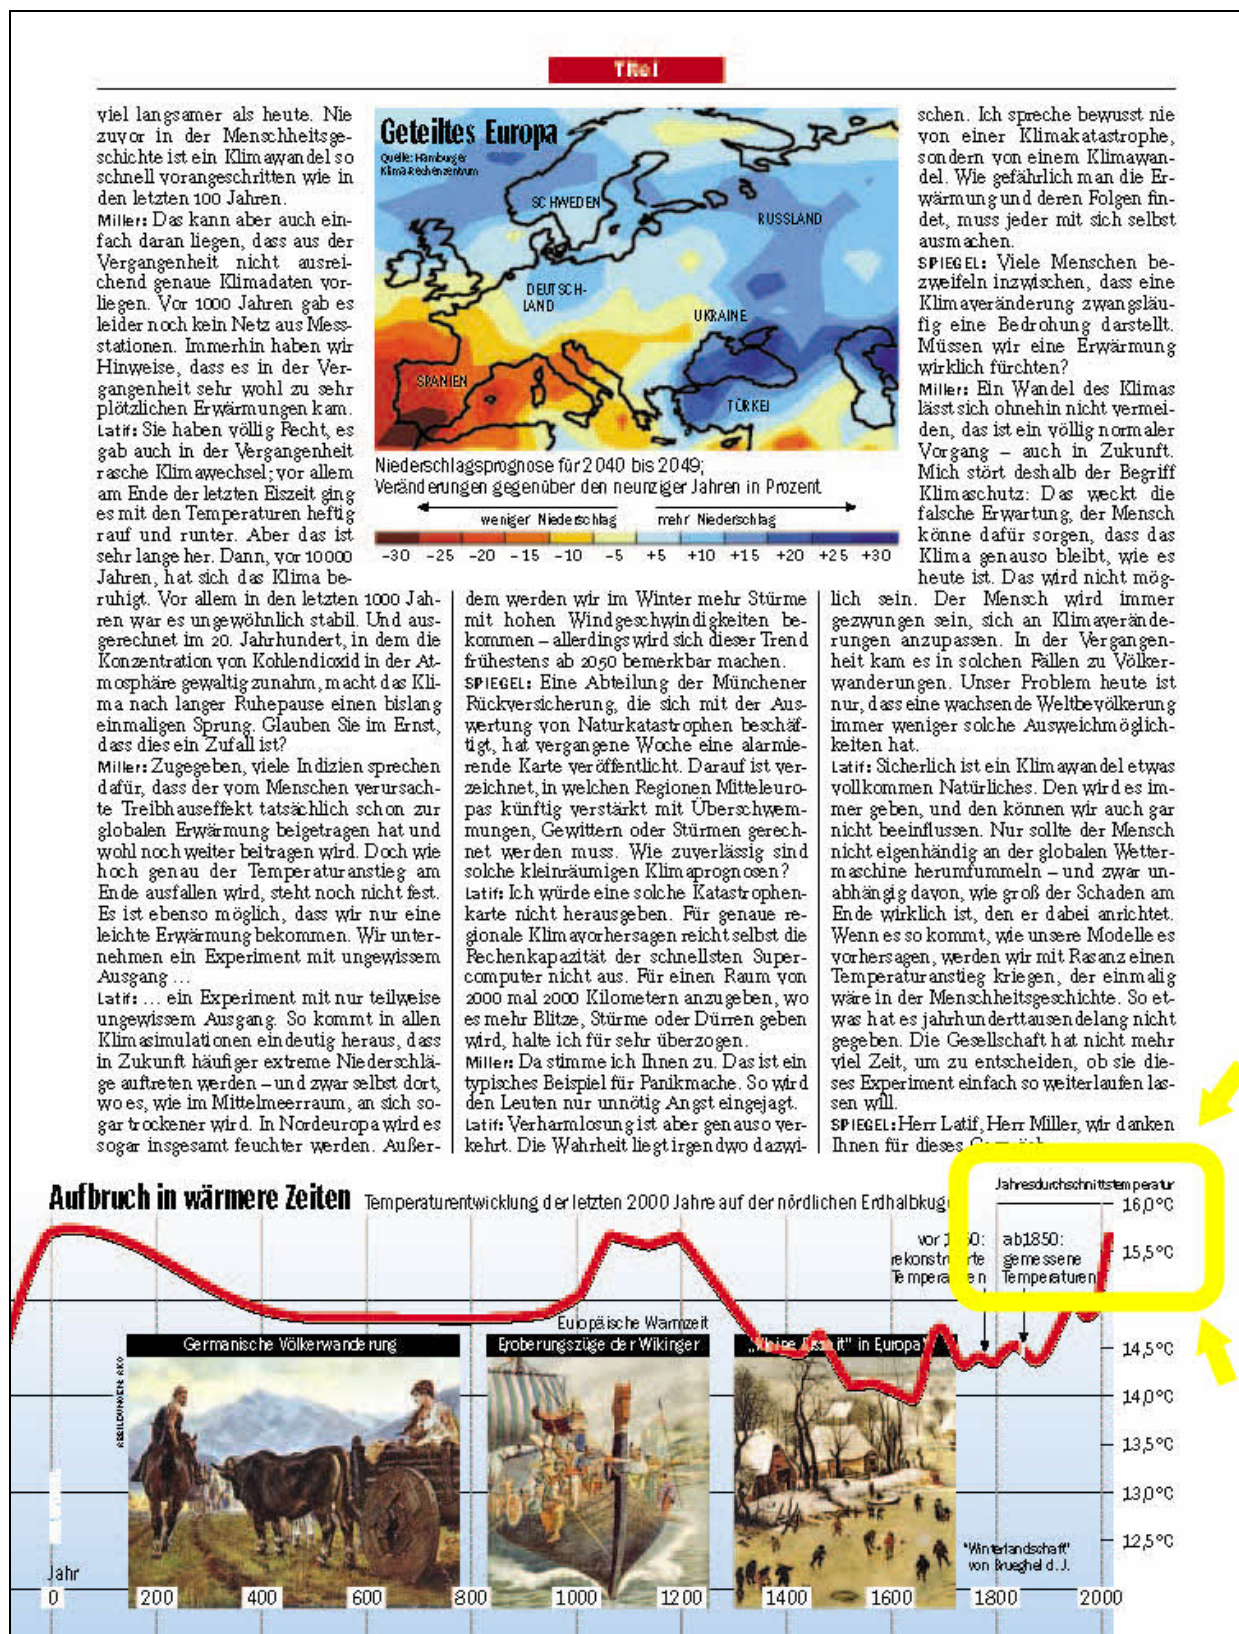 Titel
viel langsamer als heute. Nie
zuvor in der Menschheitsge-
schichte ist ein Klimawandel so
schnell vorangeschritten wie in
den letzten 100 Jahren.
Miller: Das kann aber auch ein-
fach daran liegen, dass aus der
Vergangenheit nicht ausrei-
chend genaue Klimadaten vor-
liegen. Vor 1000 Jahren gab es
leider noch kein Netz aus Mess-
stationen. Immerhin haben wir
Hinweise, dass es in der Ver-
gangenheit sehr wohl zu sehr
plötzlichen Erwärmungen kam.
Latif: Sie haben völlig Recht, es
gab auch in der Vergangenheit
rasche Klimawechsel; vor allem
am Ende der letzten Eiszeit ging
es mit den Temperaturen heftig
rauf und runter. Aber das ist
sehr lange her. Dann, vor 10000
Jahren, hat sich das Klima be-
ruhigt. Vor allem in den letzten 1000 Jah-
ren war es ungewöhnlich stabil. Und aus-
gerechnet im 20. Jahrhundert, in dem die
Konzentration von Kohlendioxid in der At-
mosphäre gewaltig zunahm, macht das Kli-
ma nach langer Ruhepause einen bislang
einmaligen Sprung. Glauben Sie im Ernst,
dass dies ein Zufall ist?
Miller: Zugegeben, viele Indizien sprechen
dafür, dass der vom Menschen verursach-
te Treibhauseffekt tatsächlich schon zur
globalen Erwärmung beigetragen hat und
wohl noch weiter beitragen wird. Doch wie
hoch genau der Temperaturanstieg am
Ende ausfallen wird, steht noch nicht fest.
Es ist ebenso möglich, dass wir nur eine
leichte Erwärmung bekommen. Wir unter-
nehmen ein Experiment mit ungewissem
Ausgang ...
Latif: ... ein Experiment mit nur teilweise
ungewissem Ausgang. So kommt in allen
Klimasimulationen eindeutig heraus, dass
in Zukunft häufiger extreme Niederschlä-
ge auftreten werden – und zwar selbst dort,
wo es, wie im Mittelmeerraum, an sich so-
gar trockener wird. In Nordeuropa wird es
sogar insgesamt feuchter werden. Außer-
Geteiltes Europa
Quelle: Hamburger
Klima-Rechenzentrum
SCHWEDEN
RUSSLAND
DEUTSCH-
LAND
UKRAINE
SPANIEN
TÜRKEI
Niederschlagsprognose für 2040 bis 2049;
Veränderungen gegenüber den neunziger Jahren in Prozent
weniger Niederschlag mehr Niederschlag
-30 -25 -20 -15 -10 -5 +5 +10 +15 +20 +25 +30
dem werden wir im Winter mehr Stürme
mit hohen Windgeschwindigkeiten be-
kommen – allerdings wird sich dieser Trend
frühestens ab 2050 bemerkbar machen.
SPIEGEL: Eine Abteilung der Münchener
Rückversicherung, die sich mit der Aus-
wertung von Naturkatastrophen beschäf-
tigt, hat vergangene Woche eine alarmie-
rende Karte veröffentlicht. Darauf ist ver-
zeichnet, in welchen Regionen Mitteleuro-
pas künftig verstärkt mit Überschwem-
mungen, Gewittern oder Stürmen gerech-
net werden muss. Wie zuverlässig sind
solche kleinräumigen Klimaprognosen?
Latif: Ich würde eine solche Katastrophen-
karte nicht herausgeben. Für genaue re-
gionale Klimavorhersagen reicht selbst die
Rechenkapazität der schnellsten Super-
computer nicht aus. Für einen Raum von
2000 mal 2000 Kilometern anzugeben, wo
es mehr Blitze, Stürme oder Dürren geben
wird, halte ich für sehr überzogen.
Miller: Da stimme ich Ihnen zu. Das ist ein
typisches Beispiel für Panikmache. So wird
den Leuten nur unnötig Angst eingejagt.
Latif: Verharmlosung ist aber genauso ver-
kehrt. Die Wahrheit liegt irgendwo dazwi-
schen. Ich spreche bewusst nie
von einer Klimakatastrophe,
sondern von einem Klimawan-
del. Wie gefährlich man die Er-
wärmung und deren Folgen fin-
det, muss jeder mit sich selbst
ausmachen.
SPIEGEL: Viele Menschen be-
zweifeln inzwischen, dass eine
Klimaveränderung zwangsläu-
fig eine Bedrohung darstellt.
Müssen wir eine Erwärmung
wirklich fürchten?
Miller: Ein Wandel des Klimas
lässt sich ohnehin nicht vermei-
den, das ist ein völlig normaler
Vorgang – auch in Zukunft.
Mich stört deshalb der Begriff
Klimaschutz: Das weckt die
falsche Erwartung, der Mensch
könne dafür sorgen, dass das
Klima genauso bleibt, wie es
heute ist. Das wird nicht mög-
lich sein. Der Mensch wird immer
gezwungen sein, sich an Klimaverände-
rungen anzupassen. In der Vergangen-
heit kam es in solchen Fällen zu Völker-
wanderungen. Unser Problem heute ist
nur, dass eine wachsende Weltbevölkerung
immer weniger solche Ausweichmöglich-
keiten hat.
Latif: Sicherlich ist ein Klimawandel etwas
vollkommen Natürliches. Den wird es im-
mer geben, und den können wir auch gar
nicht beeinflussen. Nur sollte der Mensch
nicht eigenhändig an der globalen Wetter-
maschine herumfummeln – und zwar un-
abhängig davon, wie groß der Schaden am
Ende wirklich ist, den er dabei anrichtet.
Wenn es so kommt, wie unsere Modelle es
vorhersagen, werden wir mit Rasanz einen
Temperaturanstieg kriegen, der einmalig
wäre in der Menschheitsgeschichte. So et-
was hat es jahrhunderttausendelang nicht
gegeben. Die Gesellschaft hat nicht mehr
viel Zeit, um zu entscheiden, ob sie die-
ses Experiment einfach so weiterlaufen las-
sen will.
SPIEGEL: Herr Latif, Herr Miller, wir danken
Ihnen für dieses
Aufbruch in wärmere Zeiten Temperaturentwicklung der letzten 2000 Jahre auf der nördlichen Erdhalbkugel
Jahresdurchschnittstemperatur
16,0°C
vor 1850:
rekonstruierte
Temperaturen
ab 1850:
gemessene
Temperaturen
15,5°C
14,5°C
14,0°C
13,5°C
13,0°C
12,5°C
Europäische Warmzeit
Germanische Völkerwanderung
Eroberungszüge der Wikinger
"Kleine Eiszeit" in Europa
ABBILDUNGEN: AKG
"Winterlandschaft"
von Brueghel d. J.
Jahr
0 200 400 600 800 1000 1200 1400 1600 1800 2000